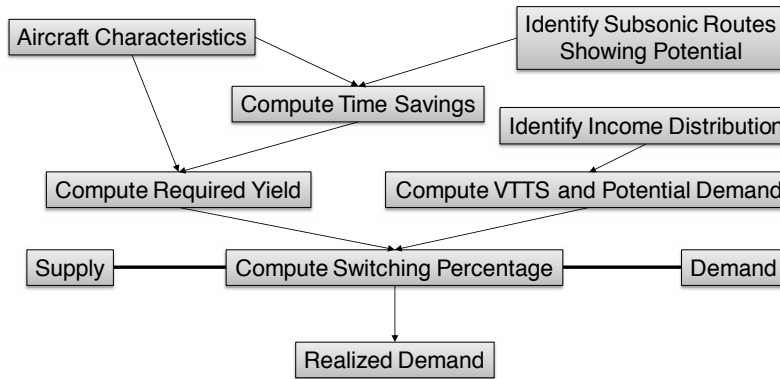 Aircraft Characteristics
Identify Subsonic Routes
Showing Potential
Compute Time Savings
Identify Income Distribution
Compute Required Yield
Compute VTTS and Potential Demand
Supply
Compute Switching Percentage
Demand
Realized Demand